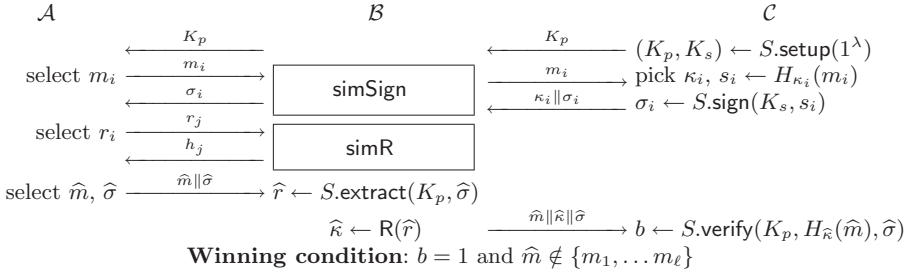 𝒜 ℬ 𝒞
K_p K_p (K_p, K_s) ← S.setup(1^λ)
select m_i m_i simSign m_i pick κ_i, s_i ← H_{κ_i}(m_i)
σ_i κ_i‖σ_i σ_i ← S.sign(K_s, s_i)
select r_i r_j simR
h_j
select m̂, σ̂ m̂‖σ̂ r̂ ← S.extract(K_p, σ̂)
κ̂ ← R(r̂) m̂‖κ̂‖σ̂ b ← S.verify(K_p, H_κ̂(m̂), σ̂)
Winning condition: b = 1 and m̂ ∉ {m_1, … m_ℓ}